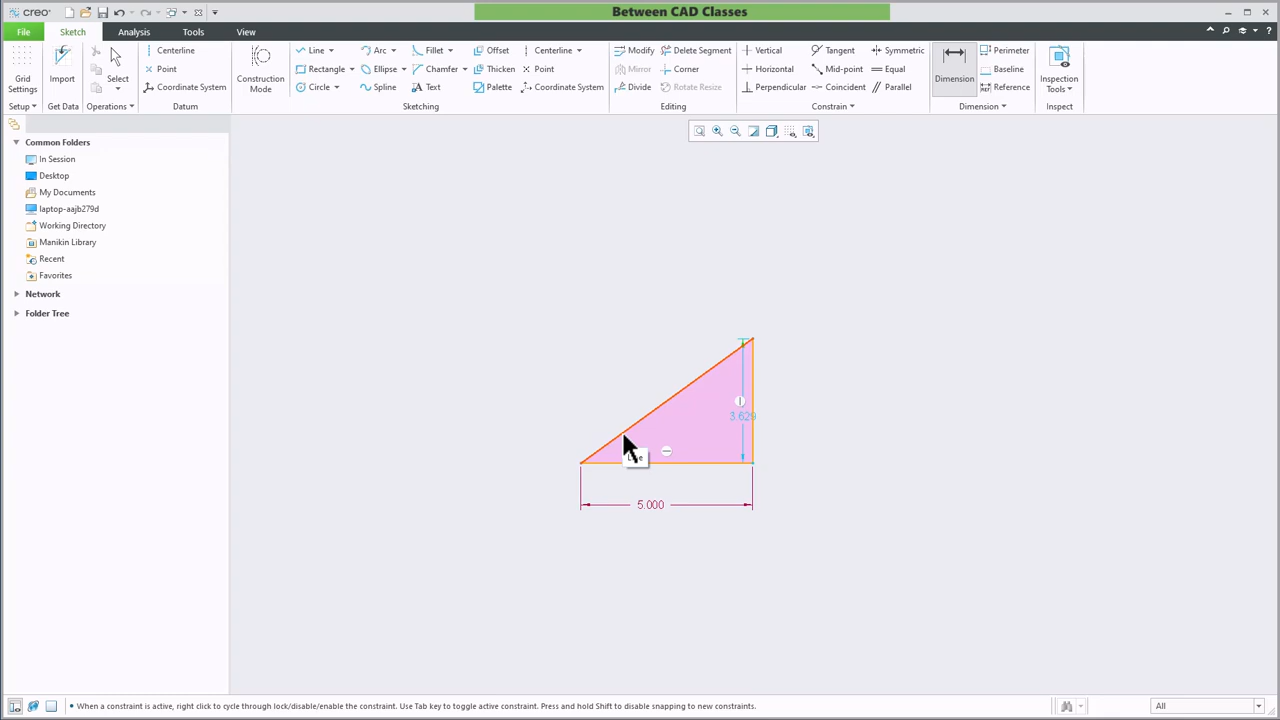 creo
Between CAD Classes
File Sketch Analysis Tools View
Grid Settings
Setup
Import
Get Data
Select
Operations
Centerline
Point
Coordinate System
Datum
Construction Mode
Line Arc Fillet Offset Centerline
Rectangle Ellipse Chamfer Thicken Point
Circle Spline Text Palette Coordinate System
Sketching
Modify Delete Segment
Mirror Corner
Divide Rotate Resize
Editing
Vertical Tangent Symmetric
Horizontal Mid-point Equal
Perpendicular Coincident Parallel
Constrain
Dimension
Perimeter
Baseline
Reference
Dimension
Inspection Tools
Inspect
Common Folders
In Session
Desktop
My Documents
laptop-aajb279d
Working Directory
Manikin Library
Recent
Favorites
Network
Folder Tree
3.629
5.000
• When a constraint is active, right click to cycle through lock/disable/enable the constraint. Use Tab key to toggle active constraint. Press and hold Shift to disable snapping to new constraints.
All